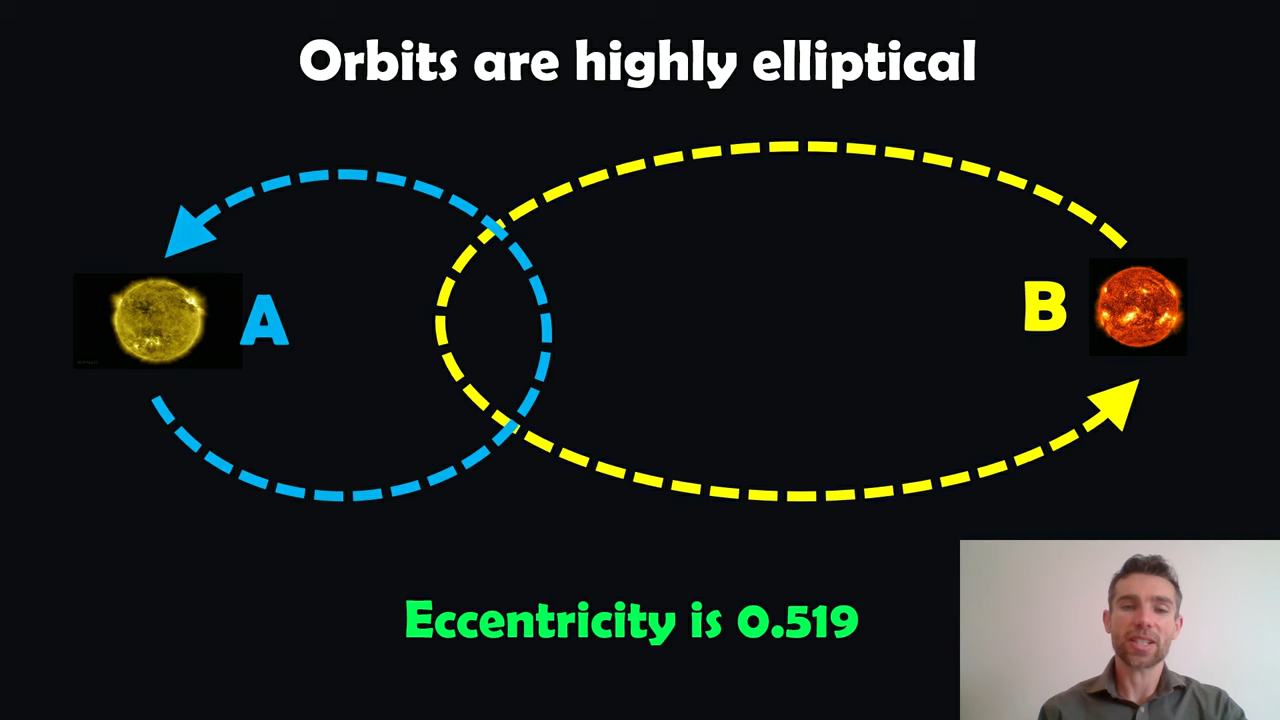 Orbits are highly elliptical
A
B
Eccentricity is 0.519